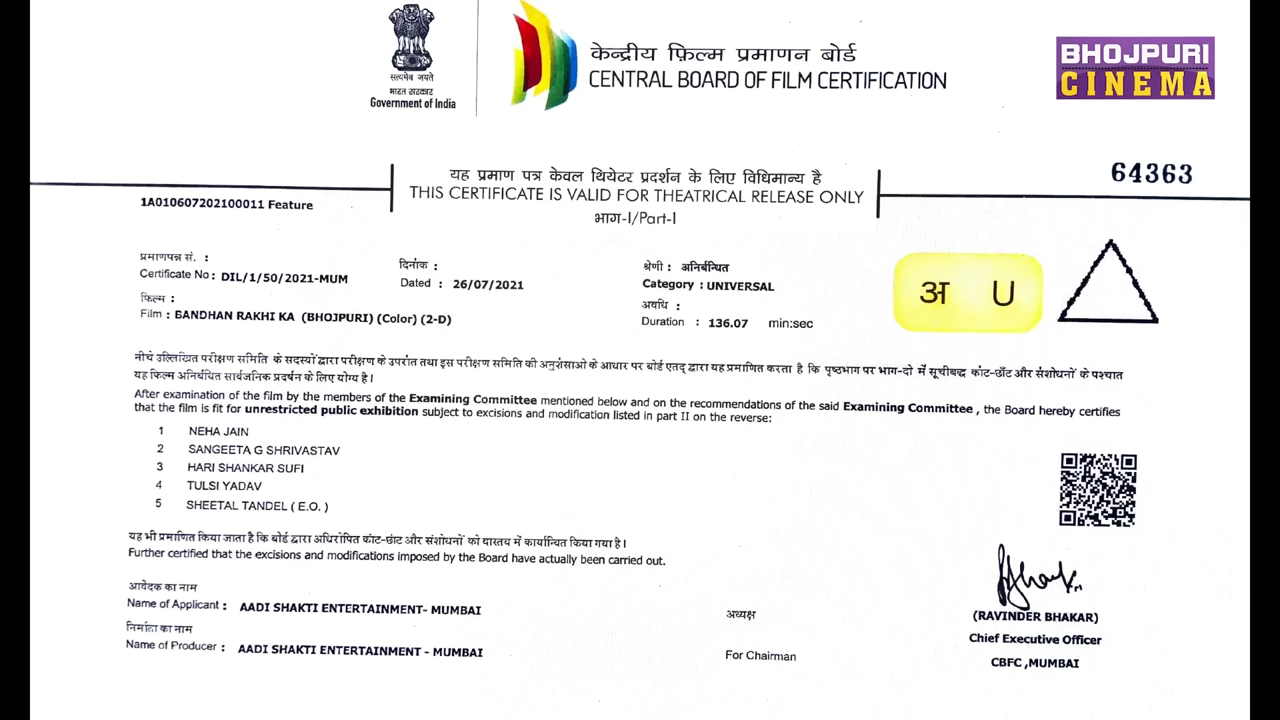 सत्यमेव जयते
भारत सरकार
Government of India
केन्द्रीय फ़िल्म प्रमाणन बोर्ड
CENTRAL BOARD OF FILM CERTIFICATION
BHOJPURI
CINEMA
यह प्रमाण पत्र केवल थियेटर प्रदर्शन के लिए विधिमान्य है
THIS CERTIFICATE IS VALID FOR THEATRICAL RELEASE ONLY
भाग-I/Part-I
64363
1A010607202100011 Feature
प्रमाणपत्र सं. :
Certificate No : DIL/1/50/2021-MUM
दिनांक :
Dated : 26/07/2021
श्रेणी : अनिर्बन्धित
Category : UNIVERSAL
अ U
फिल्म :
Film : BANDHAN RAKHI KA (BHOJPURI) (Color) (2-D)
अवधि :
Duration : 136.07 min:sec
नीचे उल्लिखित परीक्षण समिति के सदस्यों द्वारा परीक्षण के उपरांत तथा इस परीक्षण समिति की अनुशंसाओं के आधार पर बोर्ड एतद् द्वारा यह प्रमाणित करता है कि पृष्ठभाग पर भाग-दो में सूचीबद्ध कांट-छाँट और संशोधनों के पश्चात
यह फिल्म अनिर्बंधित सार्वजनिक प्रदर्षन के लिए योग्य है।
After examination of the film by the members of the Examining Committee mentioned below and on the recommendations of the said Examining Committee , the Board hereby certifies
that the film is fit for unrestricted public exhibition subject to excisions and modification listed in part II on the reverse:
1 NEHA JAIN
2 SANGEETA G SHRIVASTAV
3 HARI SHANKAR SUFI
4 TULSI YADAV
5 SHEETAL TANDEL ( E.O. )
यह भी प्रमाणित किया जाता है कि बोर्ड द्वारा अधिरोपित कांट-छांट और संशोधनों को वास्तव में कार्यान्वित किया गया है।
Further certified that the excisions and modifications imposed by the Board have actually been carried out.
आवेदक का नाम
Name of Applicant : AADI SHAKTI ENTERTAINMENT- MUMBAI
निर्माता का नाम
Name of Producer : AADI SHAKTI ENTERTAINMENT - MUMBAI
अध्यक्ष
For Chairman
(RAVINDER BHAKAR)
Chief Executive Officer
CBFC ,MUMBAI